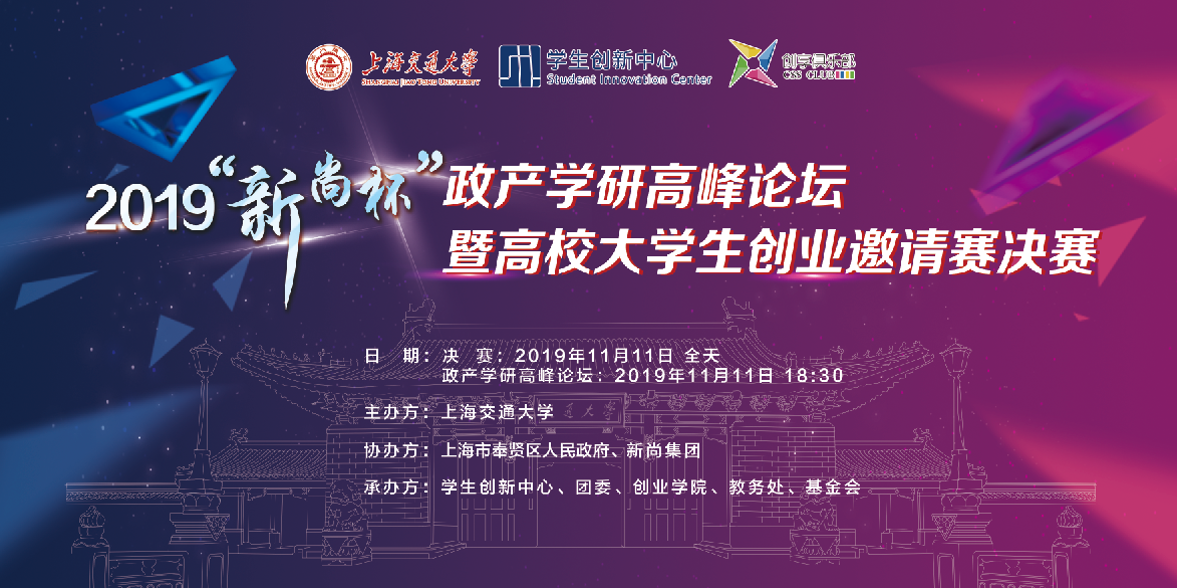 上海交通大学
SHANGHAI JIAO TONG UNIVERSITY
学生创新中心
Student Innovation Center
创享俱乐部
C&S CLUB
2019“新尚杯”政产学研高峰论坛
暨高校大学生创业邀请赛决赛
日 期：决 赛：2019年11月11日 全天
政产学研高峰论坛：2019年11月11日 18:30
主办方：上海交通大学
协办方：上海市奉贤区人民政府、新尚集团
承办方：学生创新中心、团委、创业学院、教务处、基金会